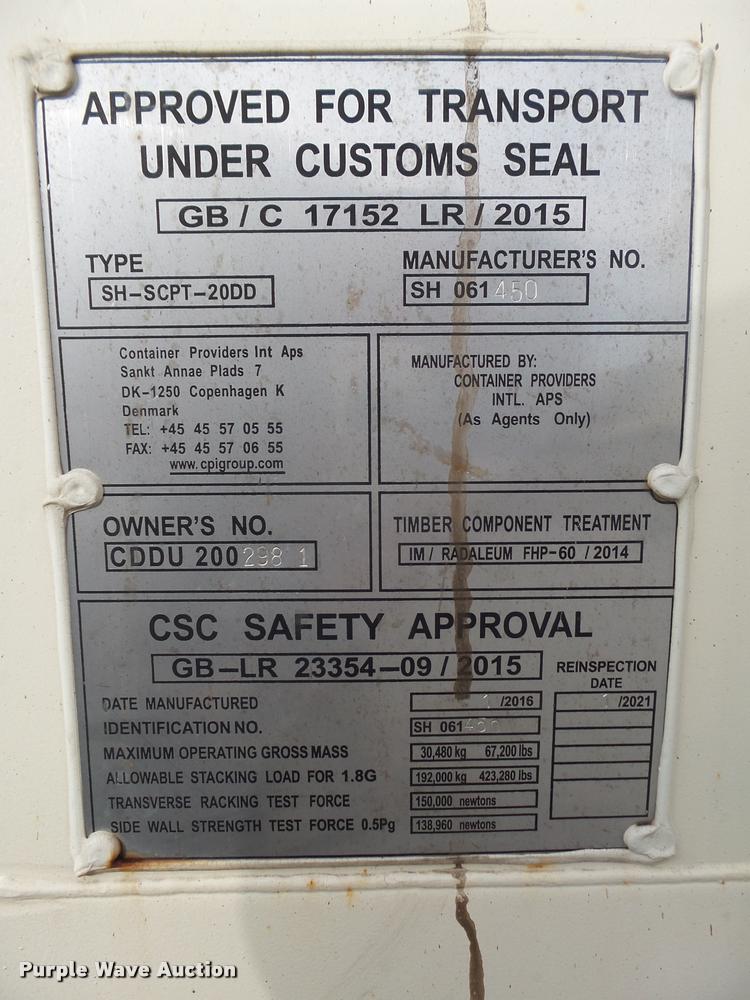 APPROVED FOR TRANSPORT
UNDER CUSTOMS SEAL
GB / C 17152 LR / 2015
TYPE
SH-SCPT-20DD
MANUFACTURER'S NO.
SH 061450
Container Providers Int Aps
Sankt Annae Plads 7
DK-1250 Copenhagen K
Denmark
TEL: +45 45 57 05 55
FAX: +45 45 57 06 55
www.cpigroup.com
MANUFACTURED BY:
CONTAINER PROVIDERS
INTL. APS
(As Agents Only)
OWNER'S NO.
CDDU 200298 1
TIMBER COMPONENT TREATMENT
IM / RADALEUM FHP-60 / 2014
CSC SAFETY APPROVAL
GB-LR 23354-09 / 2015
REINSPECTION
DATE
DATE MANUFACTURED 1 /2016
1 /2021
IDENTIFICATION NO. SH 061450
MAXIMUM OPERATING GROSS MASS 30,480 kg 67,200 lbs
ALLOWABLE STACKING LOAD FOR 1.8G 192,000 kg 423,280 lbs
TRANSVERSE RACKING TEST FORCE 150,000 newtons
SIDE WALL STRENGTH TEST FORCE 0.5Pg 138,960 newtons
Purple Wave Auction